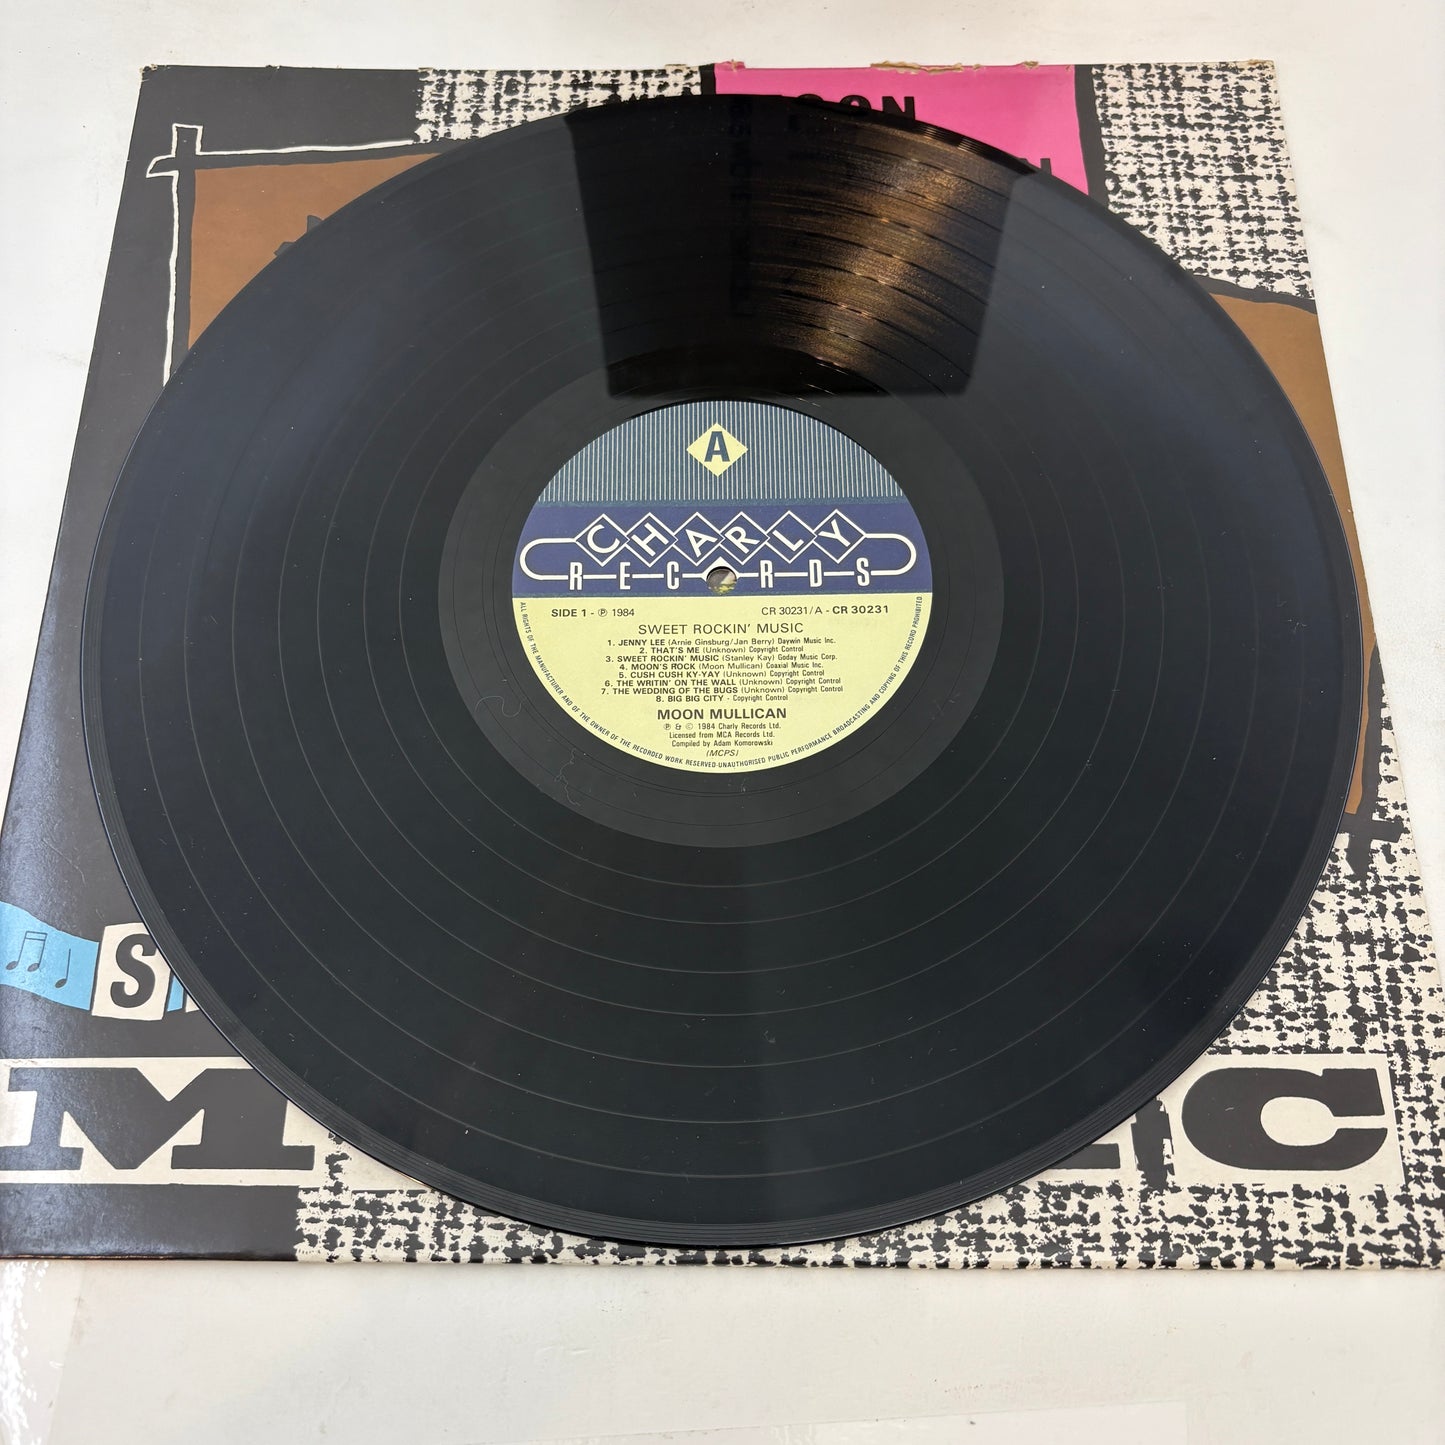 OON
N
A
CHARLY
RECORDS
SIDE 1 - ℗ 1984 CR 30231/A - CR 30231
SWEET ROCKIN' MUSIC
1. JENNY LEE (Arnie Ginsburg/Jan Berry) Daywin Music Inc.
2. THAT'S ME (Unknown) Copyright Control
3. SWEET ROCKIN' MUSIC (Stanley Kay) Goday Music Corp.
4. MOON'S ROCK (Moon Mullican) Coaxial Music Inc.
5. CUSH CUSH KY-YAY (Unknown) Copyright Control
6. THE WRITIN' ON THE WALL (Unknown) Copyright Control
7. THE WEDDING OF THE BUGS (Unknown) Copyright Control
8. BIG BIG CITY - Copyright Control
MOON MULLICAN
℗ & © 1984 Charly Records Ltd.
Licensed from MCA Records Ltd.
Compiled by Adam Komorowski
(MCPS)
ALL RIGHTS OF THE MANUFACTURER AND OF THE OWNER OF THE RECORDED WORK RESERVED-UNAUTHORISED PUBLIC PERFORMANCE BROADCASTING AND COPYING OF THIS RECORD PROHIBITED
S
M C